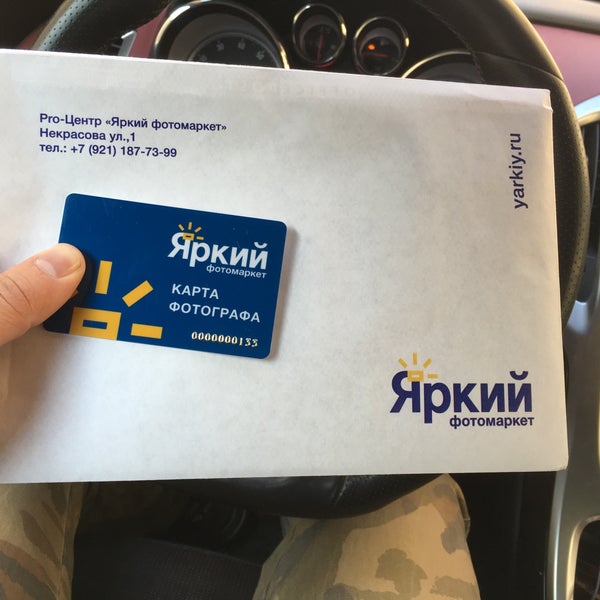 Pro-Центр «Яркий фотомаркет»
Некрасова ул.,1
тел.: +7 (921) 187-73-99
yarkiy.ru
Яркий
фотомаркет
КАРТА
ФОТОГРАФА
0000000133
Яркий
фотомаркет